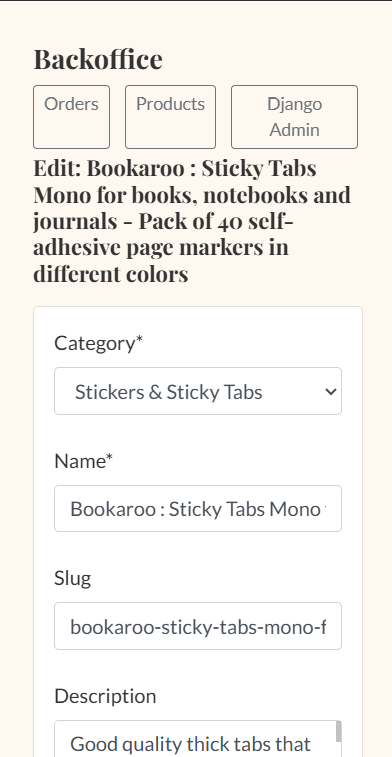 Backoffice
Orders
Products
Django
Admin
Edit: Bookaroo : Sticky Tabs
Mono for books, notebooks and
journals - Pack of 40 self-
adhesive page markers in
different colors
Category*
Stickers & Sticky Tabs
Name*
Bookaroo : Sticky Tabs Mono
Slug
bookaroo-sticky-tabs-mono-f
Description
Good quality thick tabs that